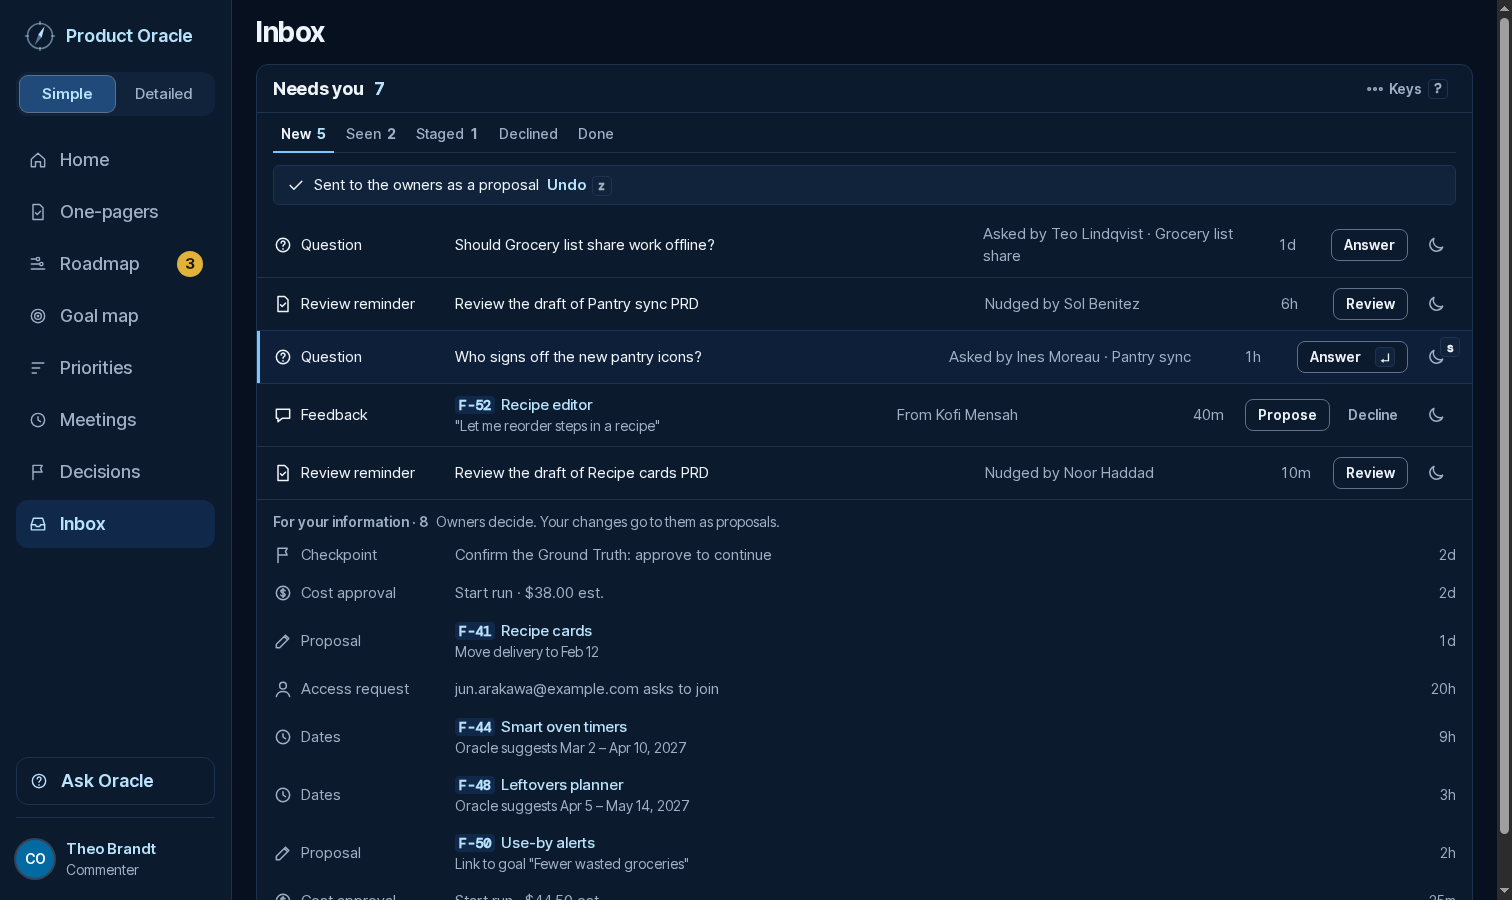 Product Oracle
Simple
Detailed
Home
One-pagers
Roadmap
3
Goal map
Priorities
Meetings
Decisions
Inbox
Ask Oracle
CO
Theo Brandt
Commenter
Inbox
Needs you 7
Keys ?
New 5
Seen 2
Staged 1
Declined
Done
Sent to the owners as a proposal Undo z
Question
Should Grocery list share work offline?
Asked by Teo Lindqvist · Grocery list
share
1d
Answer
Review reminder
Review the draft of Pantry sync PRD
Nudged by Sol Benitez
6h
Review
Question
Who signs off the new pantry icons?
Asked by Ines Moreau · Pantry sync
1h
Answer ↵
s
Feedback
F-52 Recipe editor
"Let me reorder steps in a recipe"
From Kofi Mensah
40m
Propose
Decline
Review reminder
Review the draft of Recipe cards PRD
Nudged by Noor Haddad
10m
Review
For your information · 8 Owners decide. Your changes go to them as proposals.
Checkpoint
Confirm the Ground Truth: approve to continue
2d
Cost approval
Start run · $38.00 est.
2d
Proposal
F-41 Recipe cards
Move delivery to Feb 12
1d
Access request
jun.arakawa@example.com asks to join
20h
Dates
F-44 Smart oven timers
Oracle suggests Mar 2 – Apr 10, 2027
9h
Dates
F-48 Leftovers planner
Oracle suggests Apr 5 – May 14, 2027
3h
Proposal
F-50 Use-by alerts
Link to goal "Fewer wasted groceries"
2h
Cost approval
Start run · $44.50 est.